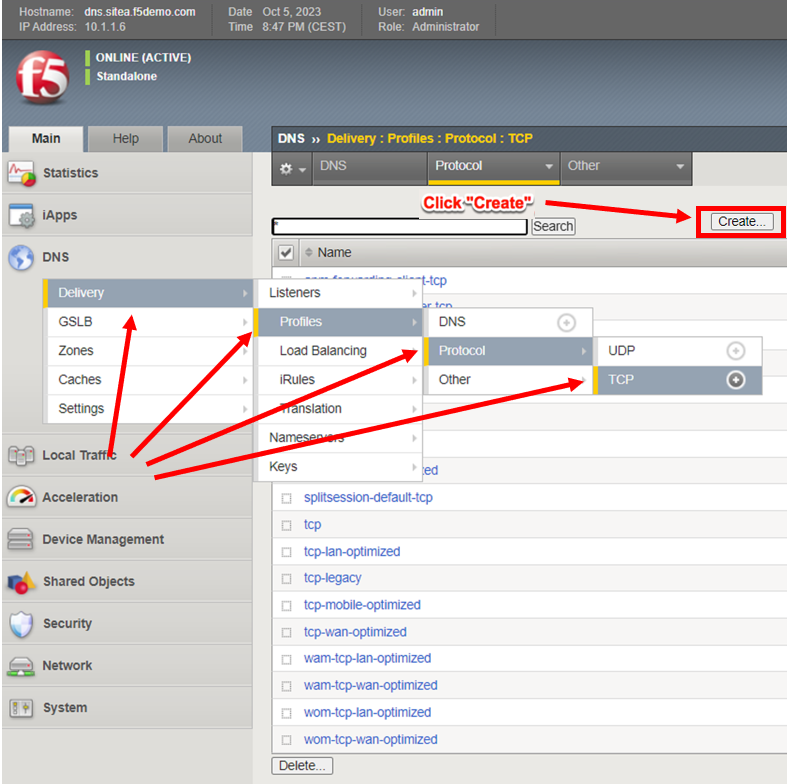 Hostname: dns.sitea.f5demo.com Date Oct 5, 2023 User: admin
IP Address: 10.1.1.6 Time 8:47 PM (CEST) Role: Administrator
f5
ONLINE (ACTIVE)
Standalone
Main Help About
DNS ›› Delivery : Profiles : Protocol : TCP
DNS Protocol Other
Click "Create"
Search
Create...
Name
Statistics
iApps
DNS
Delivery
GSLB
Zones
Caches
Settings
Listeners
Profiles
Load Balancing
iRules
Translation
Nameservers
Keys
DNS
Protocol
Other
UDP
TCP
Local Traffic
Acceleration
Device Management
Shared Objects
Security
Network
System
splitsession-default-tcp
tcp
tcp-lan-optimized
tcp-legacy
tcp-mobile-optimized
tcp-wan-optimized
wam-tcp-lan-optimized
wam-tcp-wan-optimized
wom-tcp-lan-optimized
wom-tcp-wan-optimized
Delete...